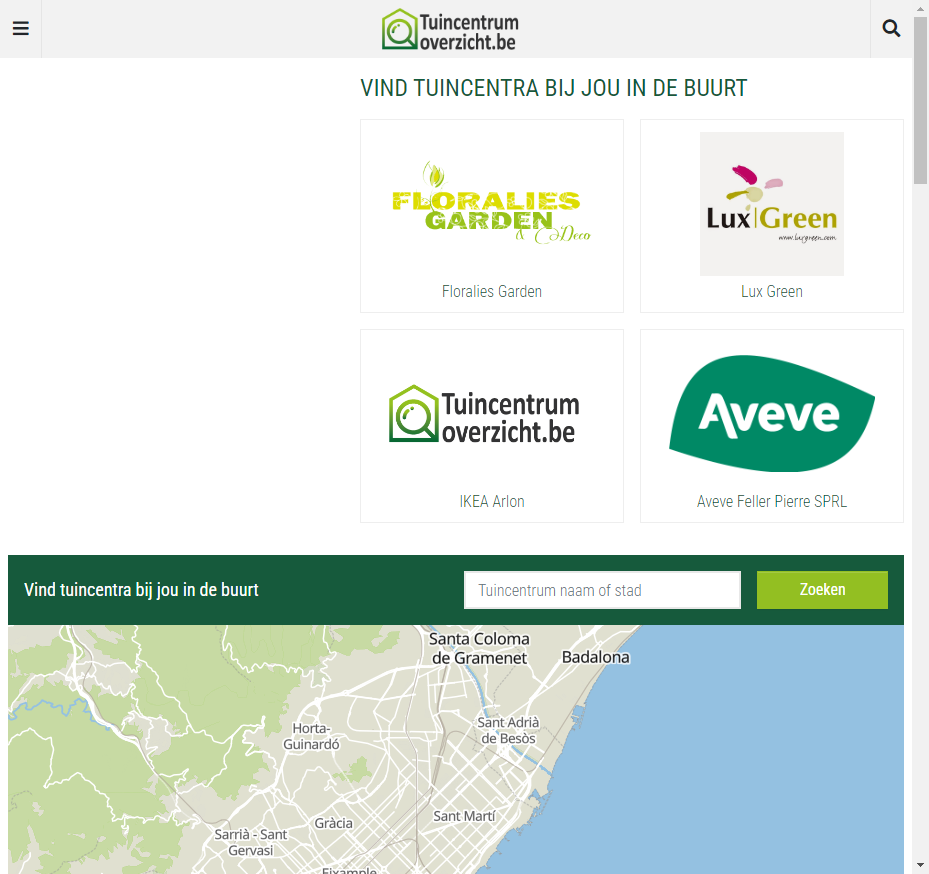 Tuincentrum
overzicht.be
VIND TUINCENTRA BIJ JOU IN DE BUURT
FLORALIES
GARDEN
& Deco
Floralies Garden
Lux Green
www.luxgreen.com
Lux Green
Tuincentrum
overzicht.be
IKEA Arlon
Aveve
Aveve Feller Pierre SPRL
Vind tuincentra bij jou in de buurt
Tuincentrum naam of stad
Zoeken
Santa Coloma
de Gramenet
Badalona
Horta-
Guinardó
Sant Adrià
de Besòs
Gràcia
Sant Martí
Sarrià - Sant
Gervasi
Eixample